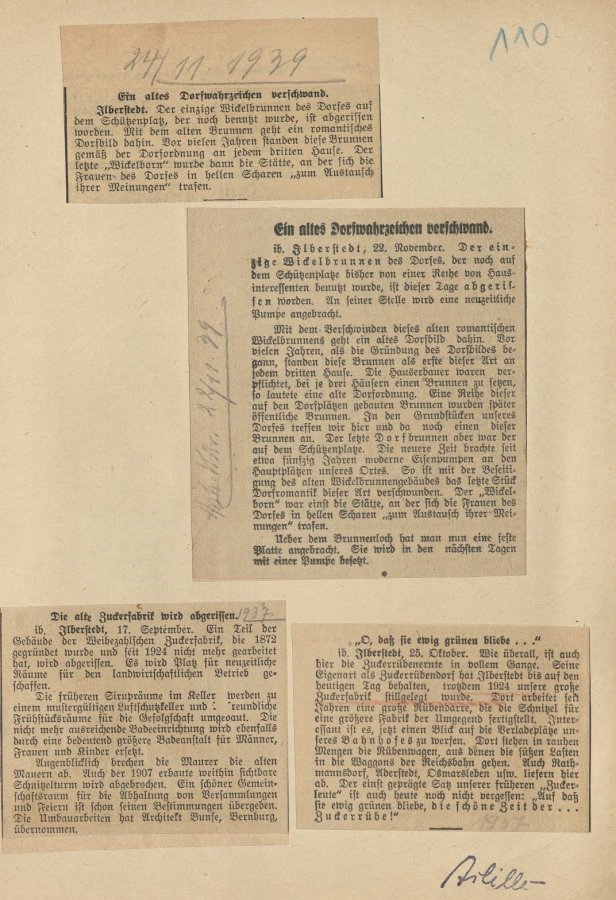 110
24/11. 1939
Ein altes Dorfwahrzeichen verschwand.
Ilberstedt. Der einzige Wickelbrunnen des Dorfes auf
dem Schützenplatz, der noch benutzt wurde, ist abgerissen
worden. Mit dem alten Brunnen geht ein romantisches
Dorfbild dahin. Vor vielen Jahren standen diese Brunnen
gemäß der Dorfordnung an jedem dritten Hause. Der
letzte „Wickelborn“ wurde dann die Stätte, an der sich die
Frauen des Dorfes in hellen Scharen „zum Austausch
ihrer Meinungen“ trafen.
Ein altes Dorfwahrzeichen verschwand.
ib. Ilberstedt, 22. November. Der ein-
zige Wickelbrunnen des Dorfes, der noch auf
dem Schützenplatze bisher von einer Reihe von Haus-
interessenten benutzt wurde, ist dieser Tage abgeris-
sen worden. An seiner Stelle wird eine neuzeitliche
Pumpe angebracht.
Mit dem Verschwinden dieses alten romantischen
Wickelbrunnens geht ein altes Dorfbild dahin. Vor
vielen Jahren, als die Gründung des Dorfbildes be-
gann, standen diese Brunnen als erste dieser Art an
jedem dritten Hause. Die Hauserbauer waren ver-
pflichtet, bei je drei Häusern einen Brunnen zu setzen,
so lautete eine alte Dorfordnung. Eine Reihe dieser
auf den Dorfplätzen gebauten Brunnen wurden später
öffentliche Brunnen. In den Grundstücken unseres
Dorfes treffen wir hier und da noch einen dieser
Brunnen an. Der letzte Dorfbrunnen aber war der
auf dem Schützenplatz. Die neuere Zeit brachte seit
etwa fünfzig Jahren moderne Eisenpumpen an den
Hauptplätzen unseres Ortes. So ist mit der Beseiti-
gung des alten Wickelbrunnengebäudes das letzte Stück
Dorfromantik dieser Art verschwunden. Der „Wickel-
born“ war einst die Stätte, an der sich die Frauen des
Dorfes in hellen Scharen „zum Austausch ihrer Mei-
nungen“ trafen.
Ueber dem Brunnenloch hat man nun eine feste
Platte angebracht. Sie wird in den nächsten Tagen
mit einer Pumpe besetzt.
*
Die alte Zuckerfabrik wird abgerissen. 1937
ib. Ilberstedt, 17. September. Ein Teil der
Gebäude der Weibezahlschen Zuckerfabrik, die 1872
gegründet wurde und seit 1924 nicht mehr gearbeitet
hat, wird abgerissen. Es wird Platz für neuzeitliche
Räume für den landwirtschaftlichen Betrieb ge-
schaffen.
Die früheren Sirupräume im Keller werden zu
einem mustergültigen Luftschutzkeller und reundliche
Frühstücksräume für die Gefolgschaft umgebaut. Die
nicht mehr ausreichende Badeeinrichtung wird ebenfalls
durch eine bedeutend größere Badeanstalt für Männer,
Frauen und Kinder ersetzt.
Augenblicklich brechen die Maurer die alten
Mauern ab. Auch der 1907 erbaute weithin sichtbare
Schnitzelturm wird abgebrochen. Ein schöner Gemein-
schaftsraum für die Abhaltung von Versammlungen
und Feiern ist schon seinen Bestimmungen übergeben.
Die Umbauarbeiten hat Architekt Bunse, Bernburg,
übernommen.
„O, daß sie ewig grünen bliebe . . .“
ib. Ilberstedt, 25. Oktober. Wie überall, ist auch
hier die Zuckerrübenernte in vollem Gange. Seine
Eigenart als Zuckerrübendorf hat Ilberstedt bis auf den
heutigen Tag behalten, trotzdem 1924 unsere große
Zuckerfabrik stillgelegt wurde. Dort arbeitet seit
Jahren eine große Rübendarre, die die Schnitzel für
eine größere Fabrik der Umgegend fertigstellt. Inter-
essant ist es, jetzt einen Blick auf die Verladeplätze un-
seres Bahnhofes zu werfen. Dort stehen in rauhen
Mengen die Rübenwagen, aus denen die süßen Lasten
in die Waggons der Reichsbahn gehen. Auch Rath-
mannsdorf, Aderstedt, Osmarsleben usw. liefern hier
ab. Der einst geprägte Satz unserer früheren „Zucker-
leute“ ist auch heute noch nicht vergessen: „Auf daß
sie ewig grünen bliebe, die schöne Zeit der . . .
Zuckerrübe!“